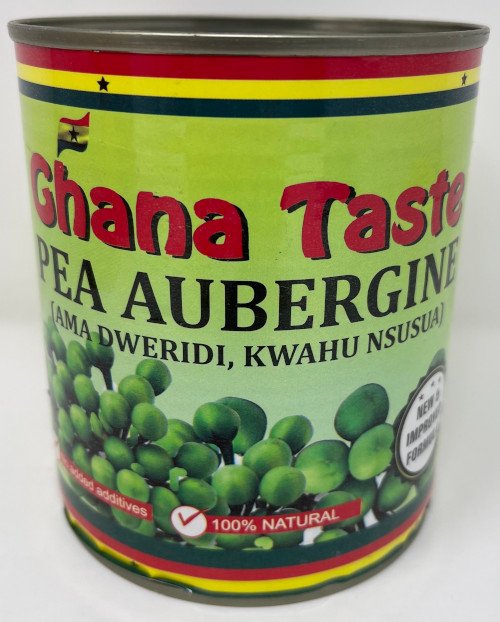 Ghana Taste
PEA AUBERGINE
(AMA DWERIDI, KWAHU NSUSUA)
NEW &
IMPROVED
FORMULA
added additives
100% NATURAL